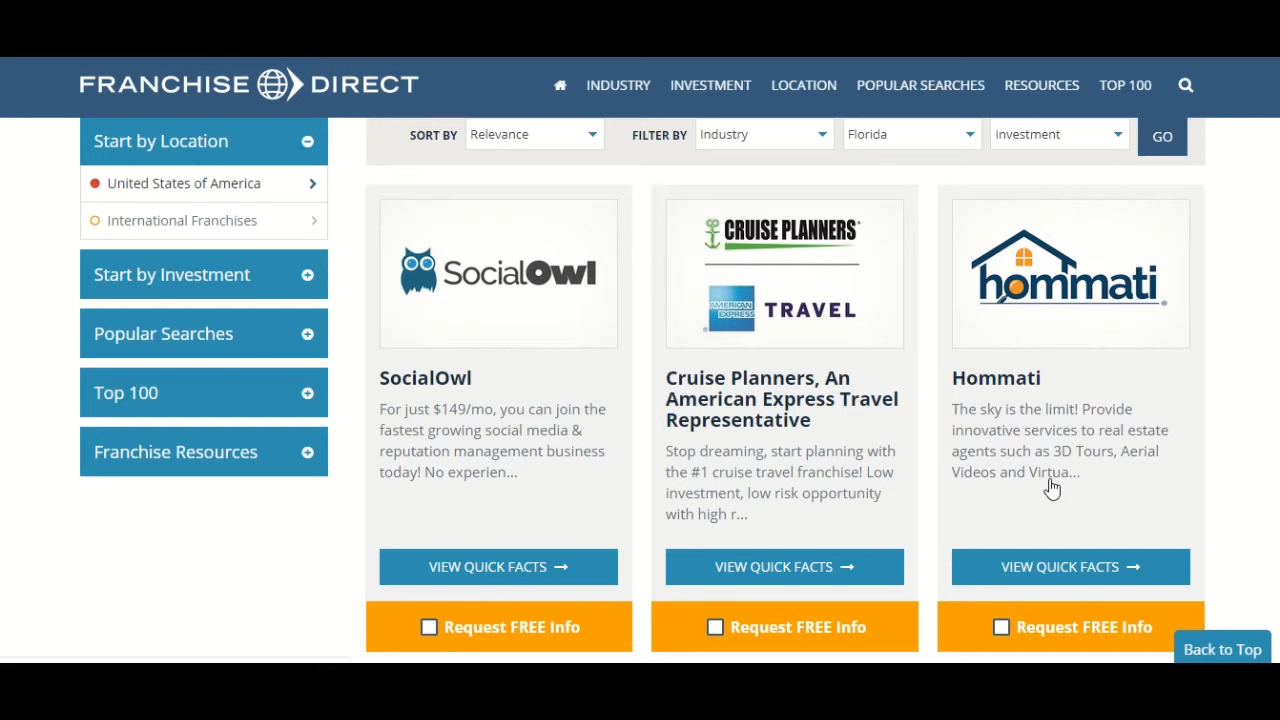 FRANCHISE DIRECT
INDUSTRY INVESTMENT LOCATION POPULAR SEARCHES RESOURCES TOP 100
Start by Location
United States of America
International Franchises
Start by Investment
Popular Searches
Top 100
Franchise Resources
SORT BY Relevance FILTER BY Industry Florida Investment GO
SocialOwl
SocialOwl
For just $149/mo, you can join the
fastest growing social media &
reputation management business
today! No experien...
VIEW QUICK FACTS →
Request FREE Info
CRUISE PLANNERS®
AMERICAN
EXPRESS
®
TRAVEL
Cruise Planners, An
American Express Travel
Representative
Stop dreaming, start planning with
the #1 cruise travel franchise! Low
investment, low risk opportunity
with high r...
VIEW QUICK FACTS →
Request FREE Info
hommati®
Hommati
The sky is the limit! Provide
innovative services to real estate
agents such as 3D Tours, Aerial
Videos and Virtua...
VIEW QUICK FACTS →
Request FREE Info
Back to Top